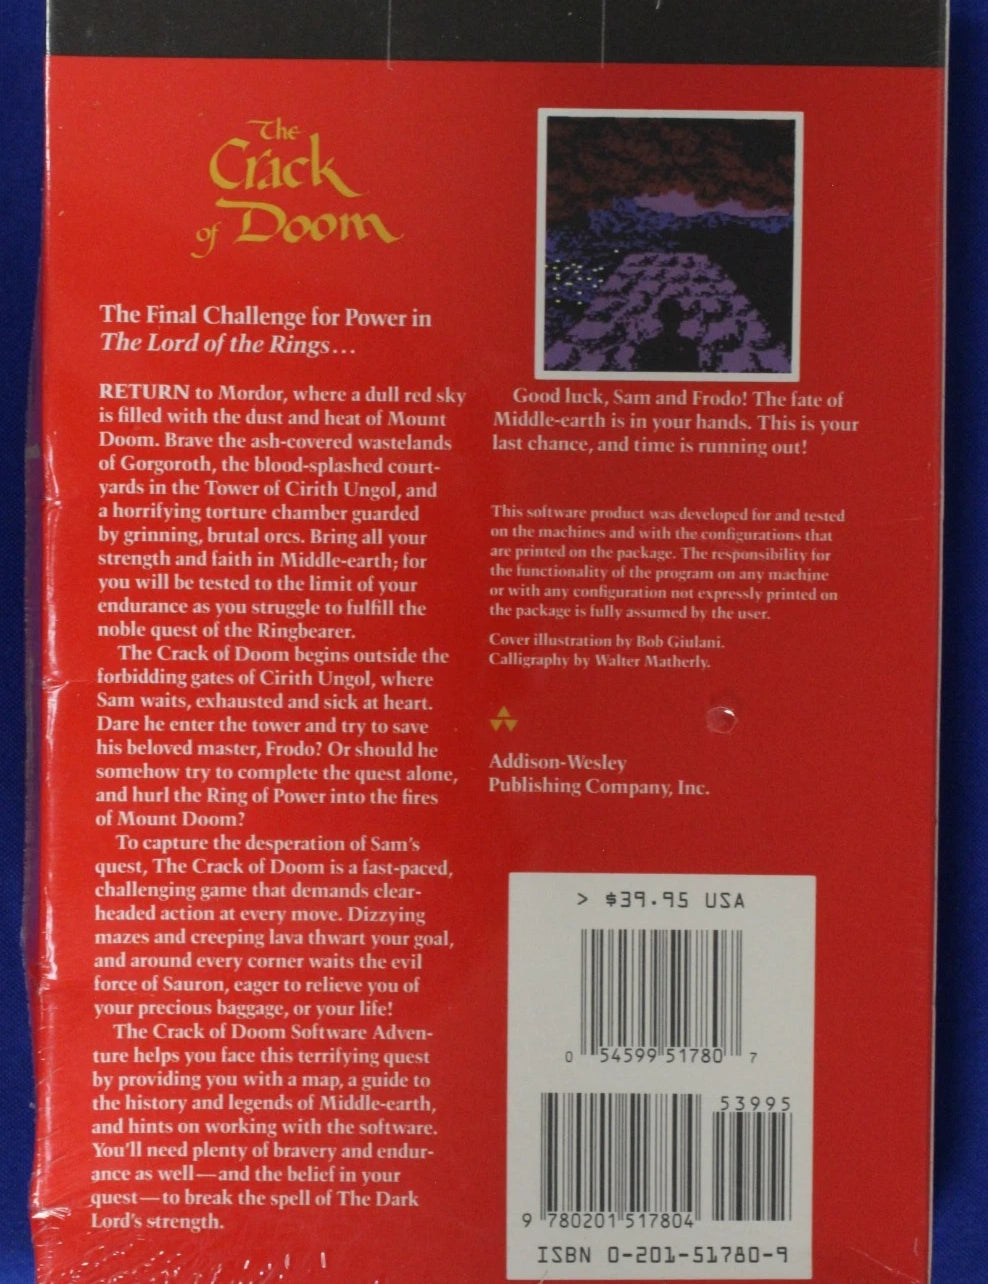 The
Crack
of Doom
The Final Challenge for Power in
The Lord of the Rings...
RETURN to Mordor, where a dull red sky
is filled with the dust and heat of Mount
Doom. Brave the ash-covered wastelands
of Gorgoroth, the blood-splashed court-
yards in the Tower of Cirith Ungol, and
a horrifying torture chamber guarded
by grinning, brutal orcs. Bring all your
strength and faith in Middle-earth; for
you will be tested to the limit of your
endurance as you struggle to fulfill the
noble quest of the Ringbearer.
The Crack of Doom begins outside the
forbidding gates of Cirith Ungol, where
Sam waits, exhausted and sick at heart.
Dare he enter the tower and try to save
his beloved master, Frodo? Or should he
somehow try to complete the quest alone,
and hurl the Ring of Power into the fires
of Mount Doom?
To capture the desperation of Sam's
quest, The Crack of Doom is a fast-paced,
challenging game that demands clear-
headed action at every move. Dizzying
mazes and creeping lava thwart your goal,
and around every corner waits the evil
force of Sauron, eager to relieve you of
your precious baggage, or your life!
The Crack of Doom Software Adven-
ture helps you face this terrifying quest
by providing you with a map, a guide to
the history and legends of Middle-earth,
and hints on working with the software.
You'll need plenty of bravery and endur-
ance as well—and the belief in your
quest—to break the spell of The Dark
Lord's strength.
Good luck, Sam and Frodo! The fate of
Middle-earth is in your hands. This is your
last chance, and time is running out!
This software product was developed for and tested
on the machines and with the configurations that
are printed on the package. The responsibility for
the functionality of the program on any machine
or with any configuration not expressly printed on
the package is fully assumed by the user.
Cover illustration by Bob Giulani.
Calligraphy by Walter Matherly.
Addison-Wesley
Publishing Company, Inc.
> $39.95 USA
0 54599 51780 7
53995
9 780201 517804
ISBN 0-201-51780-9